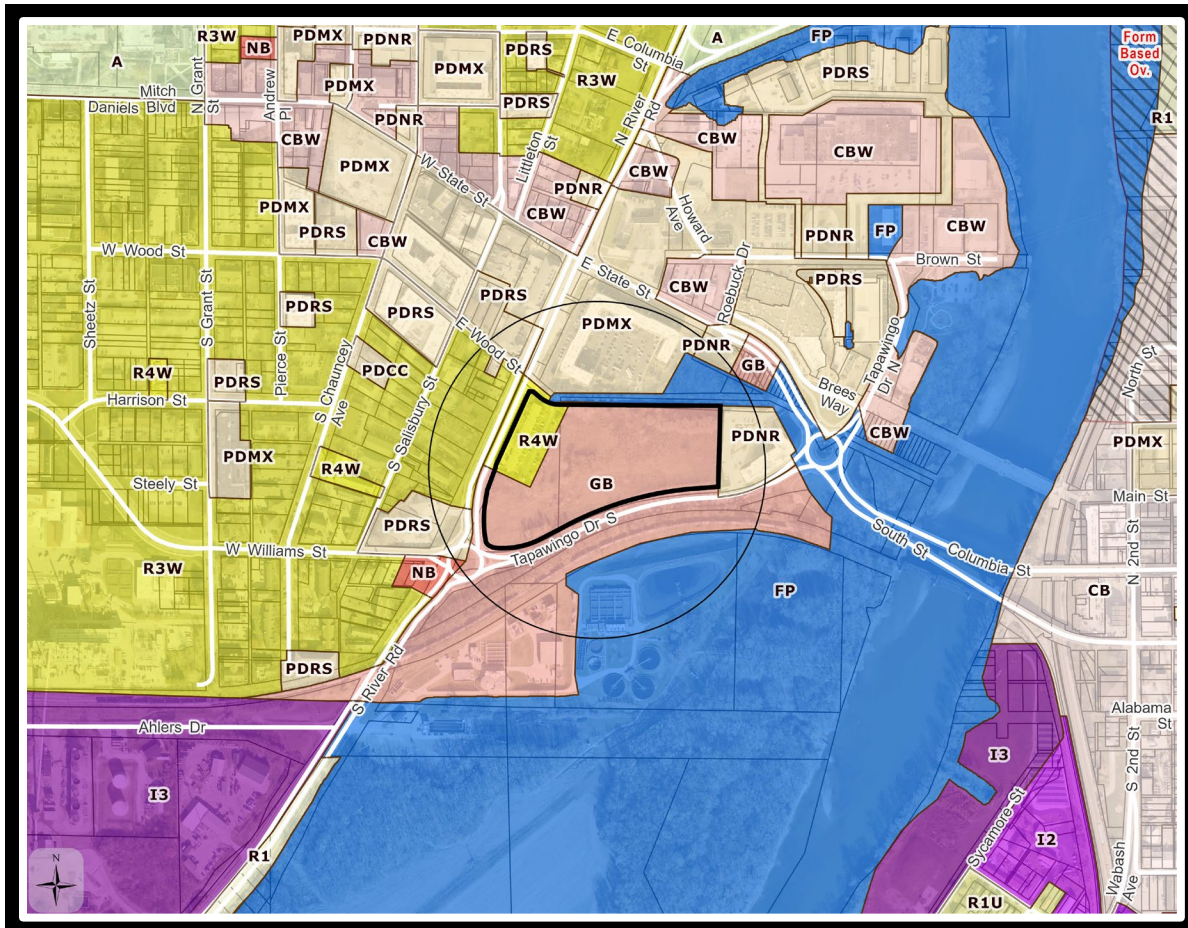 R3W
NB
PDMX
PDNR
A
PDMX
PDRS
E Columbia
St
A
FP
Form
Based
Ov.
A
N Grant
St
Andrew
Pl
PDMX
R3W
PDRS
Mitch
Daniels Blvd
PDRS
N River
Rd
R1
CBW
PDNR
W State St
Littleton
St
CBW
CBW
PDMX
CBW
PDNR
CBW
Howard
Ave
PDMX
PDRS
CBW
PDNR
FP
CBW
W Wood St
Brown St
E State St
CBW
Roebuck Dr
PDRS
Sheetz St
S Grant St
PDRS
PDRS
PDRS
E Wood St
PDMX
PDNR
Tapawingo
Dr N
Pierce St
S Chauncey
Ave
PDCC
GB
Brees
Way
North St
R4W
PDRS
S Salisbury St
Harrison St
R4W
PDNR
CBW
PDMX
PDMX
R4W
Steely St
GB
Main St
PDRS
Tapawingo Dr S
South St
Columbia St
W Williams St
R3W
NB
FP
CB
N 2nd St
PDRS
S River Rd
Ahlers Dr
Alabama
St
I3
S 2nd St
I3
Sycamore St
I2
R1
N
Wabash
Ave
R1U